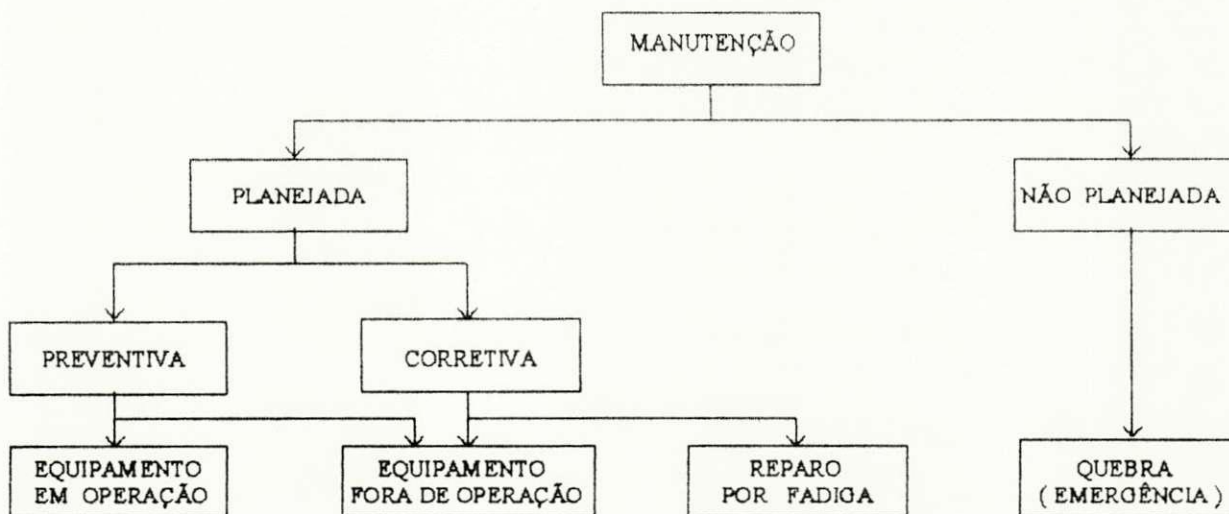 MANUTENÇÃO
PLANEJADA
NÃO PLANEJADA
PREVENTIVA
CORRETIVA
EQUIPAMENTO
EM OPERAÇÃO
EQUIPAMENTO
FORA DE OPERAÇÃO
REPARO
POR FADIGA
QUEBRA
(EMERGÊNCIA)